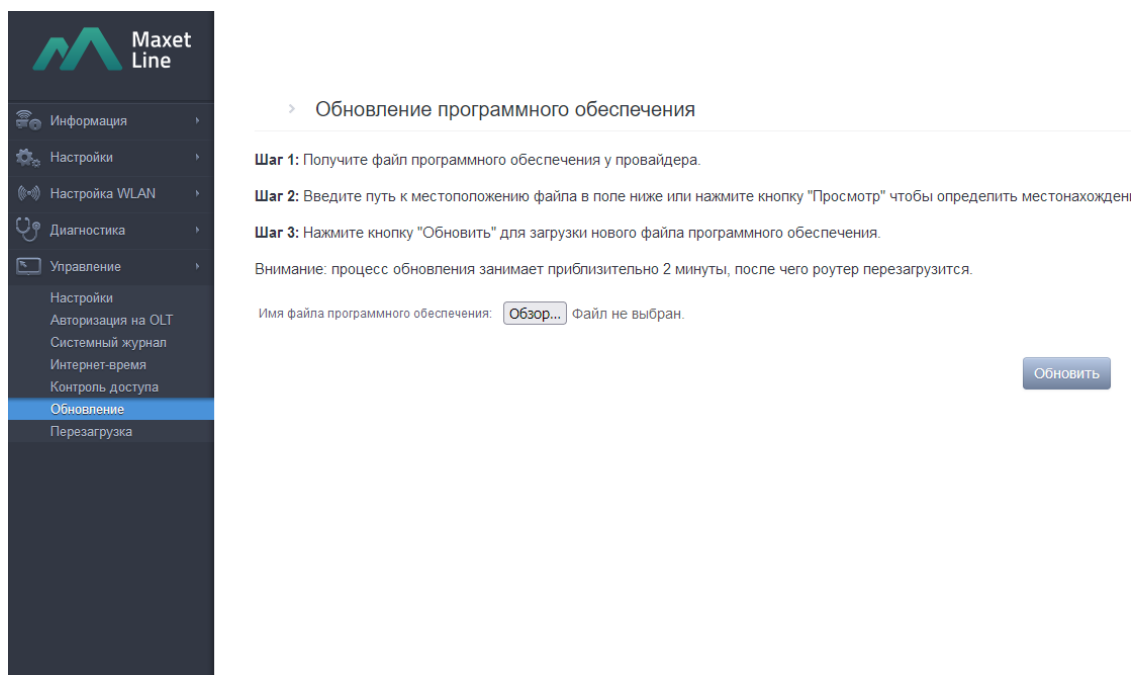 Maxet
Line
Информация
Настройки
Настройка WLAN
Диагностика
Управление
Настройки
Авторизация на OLT
Системный журнал
Интернет-время
Контроль доступа
Обновление
Перезагрузка
Обновление программного обеспечения
Шаг 1: Получите файл программного обеспечения у провайдера.
Шаг 2: Введите путь к местоположению файла в поле ниже или нажмите кнопку "Просмотр" чтобы определить местонахожден
Шаг 3: Нажмите кнопку "Обновить" для загрузки нового файла программного обеспечения.
Внимание: процесс обновления занимает приблизительно 2 минуты, после чего роутер перезагрузится.
Имя файла программного обеспечения: Обзор... Файл не выбран.
Обновить